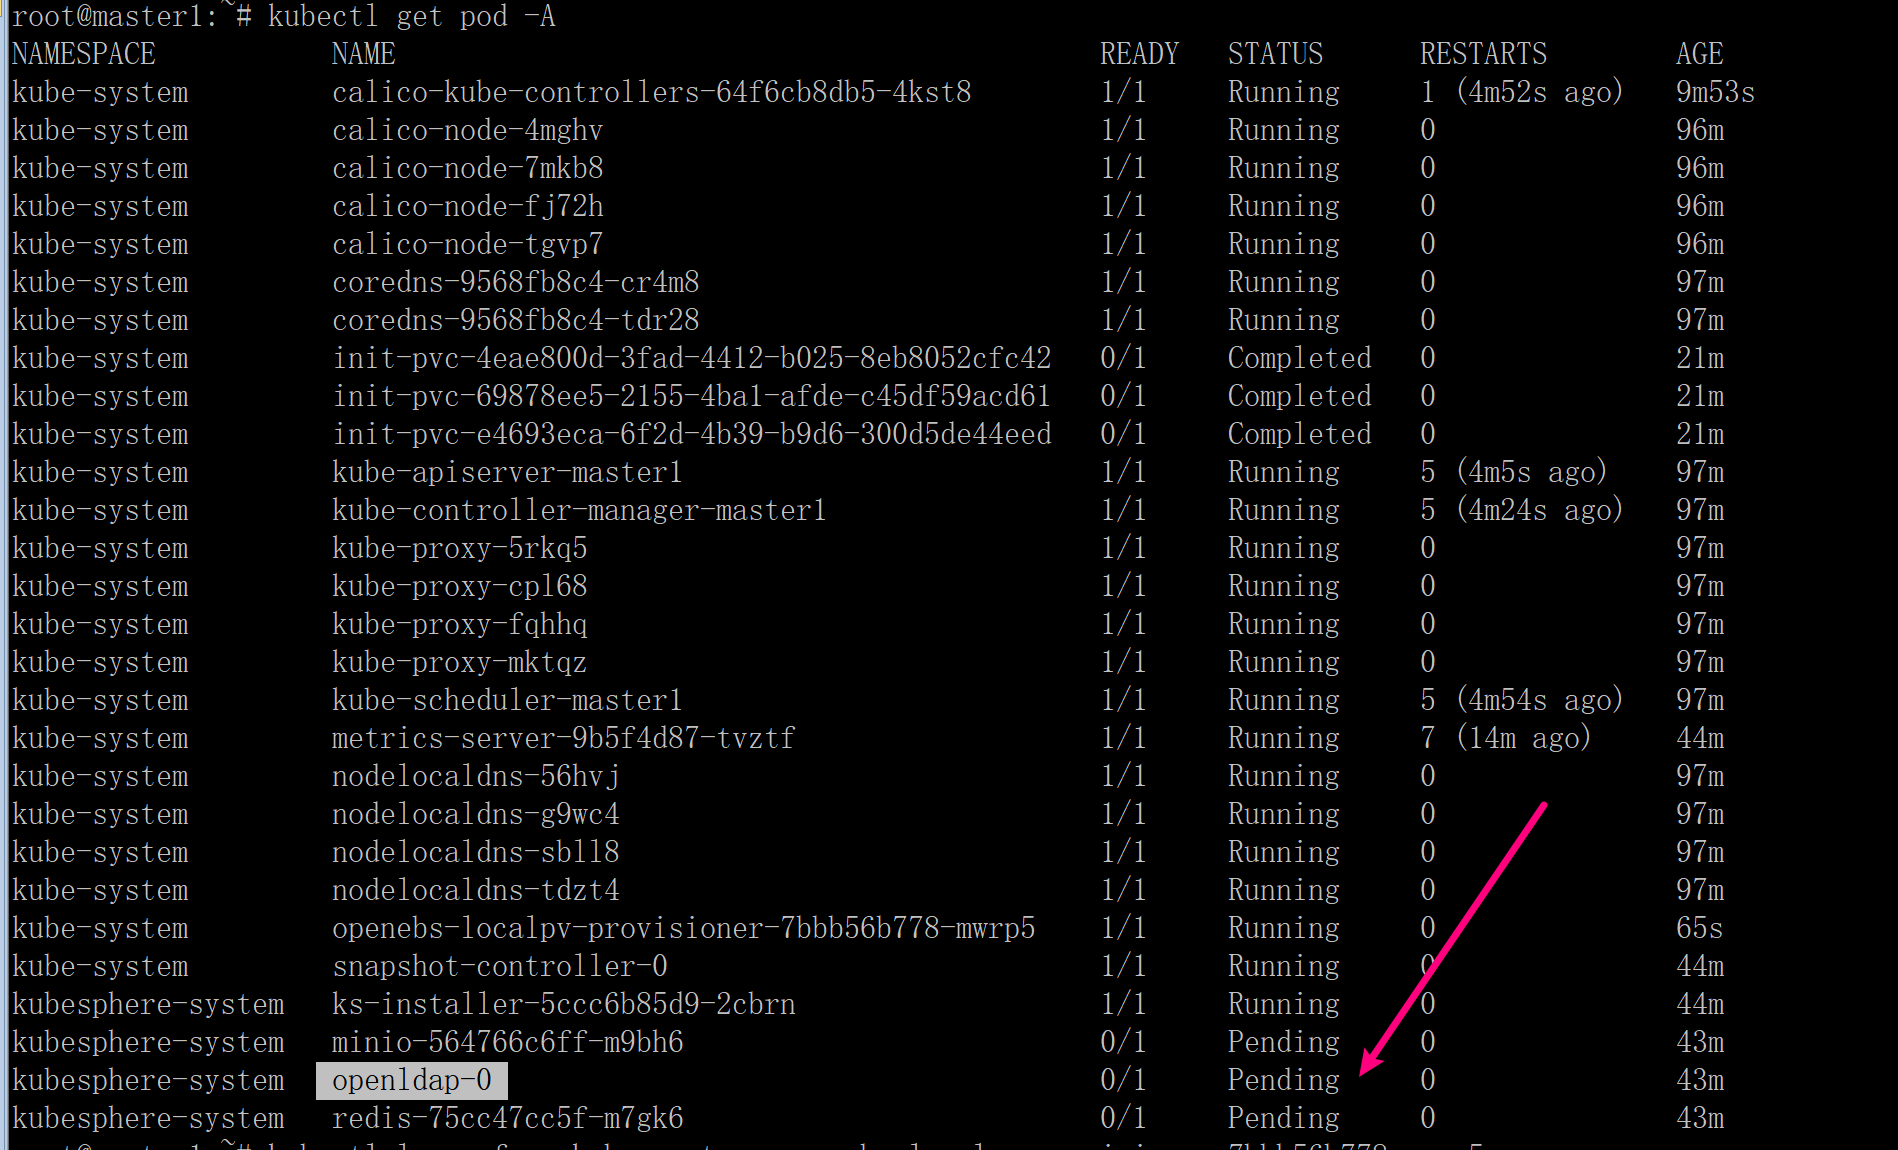 root@master1:~# kubectl get pod -A
NAMESPACE NAME READY STATUS RESTARTS AGE
kube-system calico-kube-controllers-64f6cb8db5-4kst8 1/1 Running 1 (4m52s ago) 9m53s
kube-system calico-node-4mghv 1/1 Running 0 96m
kube-system calico-node-7mkb8 1/1 Running 0 96m
kube-system calico-node-fj72h 1/1 Running 0 96m
kube-system calico-node-tgvp7 1/1 Running 0 96m
kube-system coredns-9568fb8c4-cr4m8 1/1 Running 0 97m
kube-system coredns-9568fb8c4-tdr28 1/1 Running 0 97m
kube-system init-pvc-4eae800d-3fad-4412-b025-8eb8052cfc42 0/1 Completed 0 21m
kube-system init-pvc-69878ee5-2155-4ba1-afde-c45df59acd61 0/1 Completed 0 21m
kube-system init-pvc-e4693eca-6f2d-4b39-b9d6-300d5de44eed 0/1 Completed 0 21m
kube-system kube-apiserver-master1 1/1 Running 5 (4m5s ago) 97m
kube-system kube-controller-manager-master1 1/1 Running 5 (4m24s ago) 97m
kube-system kube-proxy-5rkq5 1/1 Running 0 97m
kube-system kube-proxy-cpl68 1/1 Running 0 97m
kube-system kube-proxy-fqhhq 1/1 Running 0 97m
kube-system kube-proxy-mktqz 1/1 Running 0 97m
kube-system kube-scheduler-master1 1/1 Running 5 (4m54s ago) 97m
kube-system metrics-server-9b5f4d87-tvztf 1/1 Running 7 (14m ago) 44m
kube-system nodelocaldns-56hvj 1/1 Running 0 97m
kube-system nodelocaldns-g9wc4 1/1 Running 0 97m
kube-system nodelocaldns-sbll8 1/1 Running 0 97m
kube-system nodelocaldns-tdzt4 1/1 Running 0 97m
kube-system openebs-localpv-provisioner-7bbb56b778-mwrp5 1/1 Running 0 65s
kube-system snapshot-controller-0 1/1 Running 0 44m
kubesphere-system ks-installer-5ccc6b85d9-2cbrn 1/1 Running 0 44m
kubesphere-system minio-564766c6ff-m9bh6 0/1 Pending 0 43m
kubesphere-system openldap-0 0/1 Pending 0 43m
kubesphere-system redis-75cc47cc5f-m7gk6 0/1 Pending 0 43m
root@master1:~# kubectl